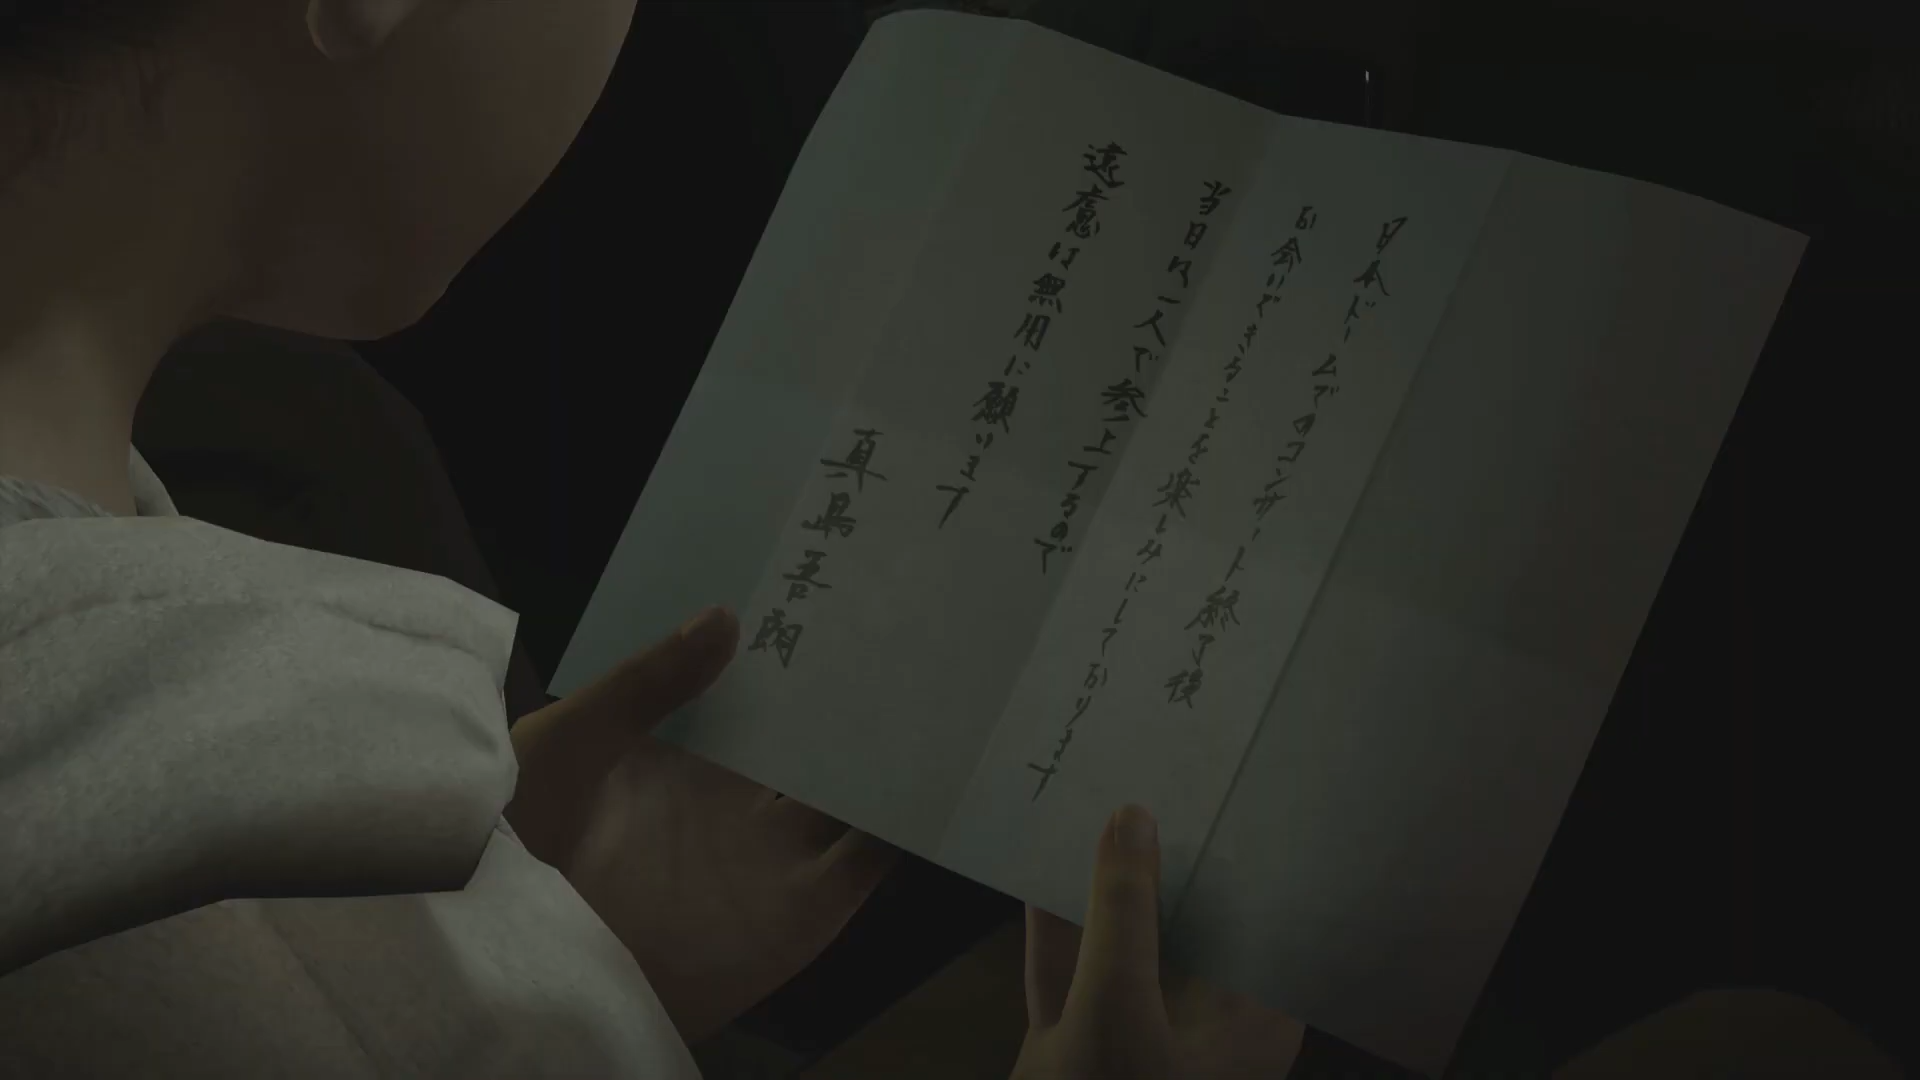 日本ドームでのコンサート終了後
お会いできることを楽しみにしております
当日は一人で参上するので
遠慮は無用に願います
真島吾朗